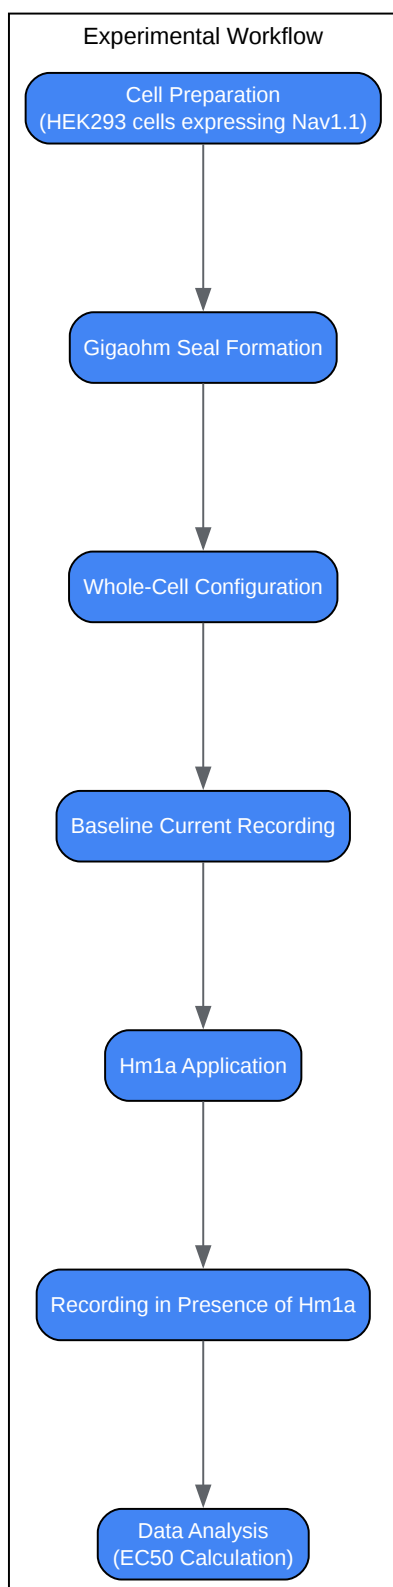 Experimental Workflow
Cell Preparation
(HEK293 cells expressing Nav1.1)
Gigaohm Seal Formation
Whole-Cell Configuration
Baseline Current Recording
Hm1a Application
Recording in Presence of Hm1a
Data Analysis
(EC50 Calculation)